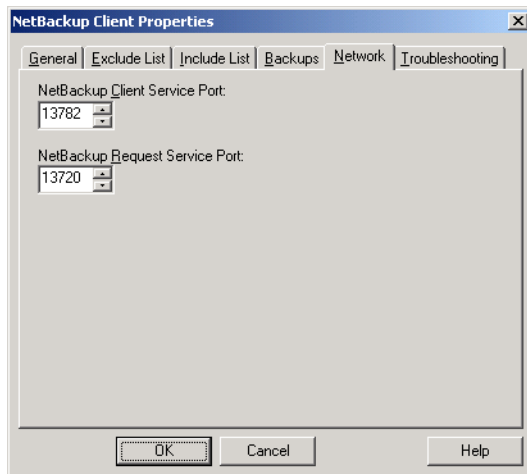 NetBackup Client Properties
General Exclude List Include List Backups Network Troubleshooting
NetBackup Client Service Port:
13782
NetBackup Request Service Port:
13720
OK Cancel Help